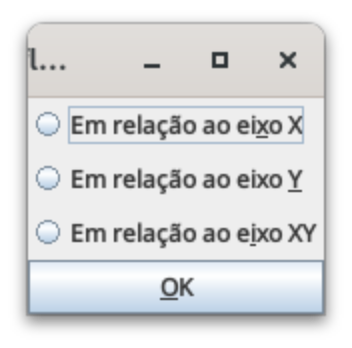 l...
Em relação ao eixo X
Em relação ao eixo Y
Em relação ao eixo XY
OK